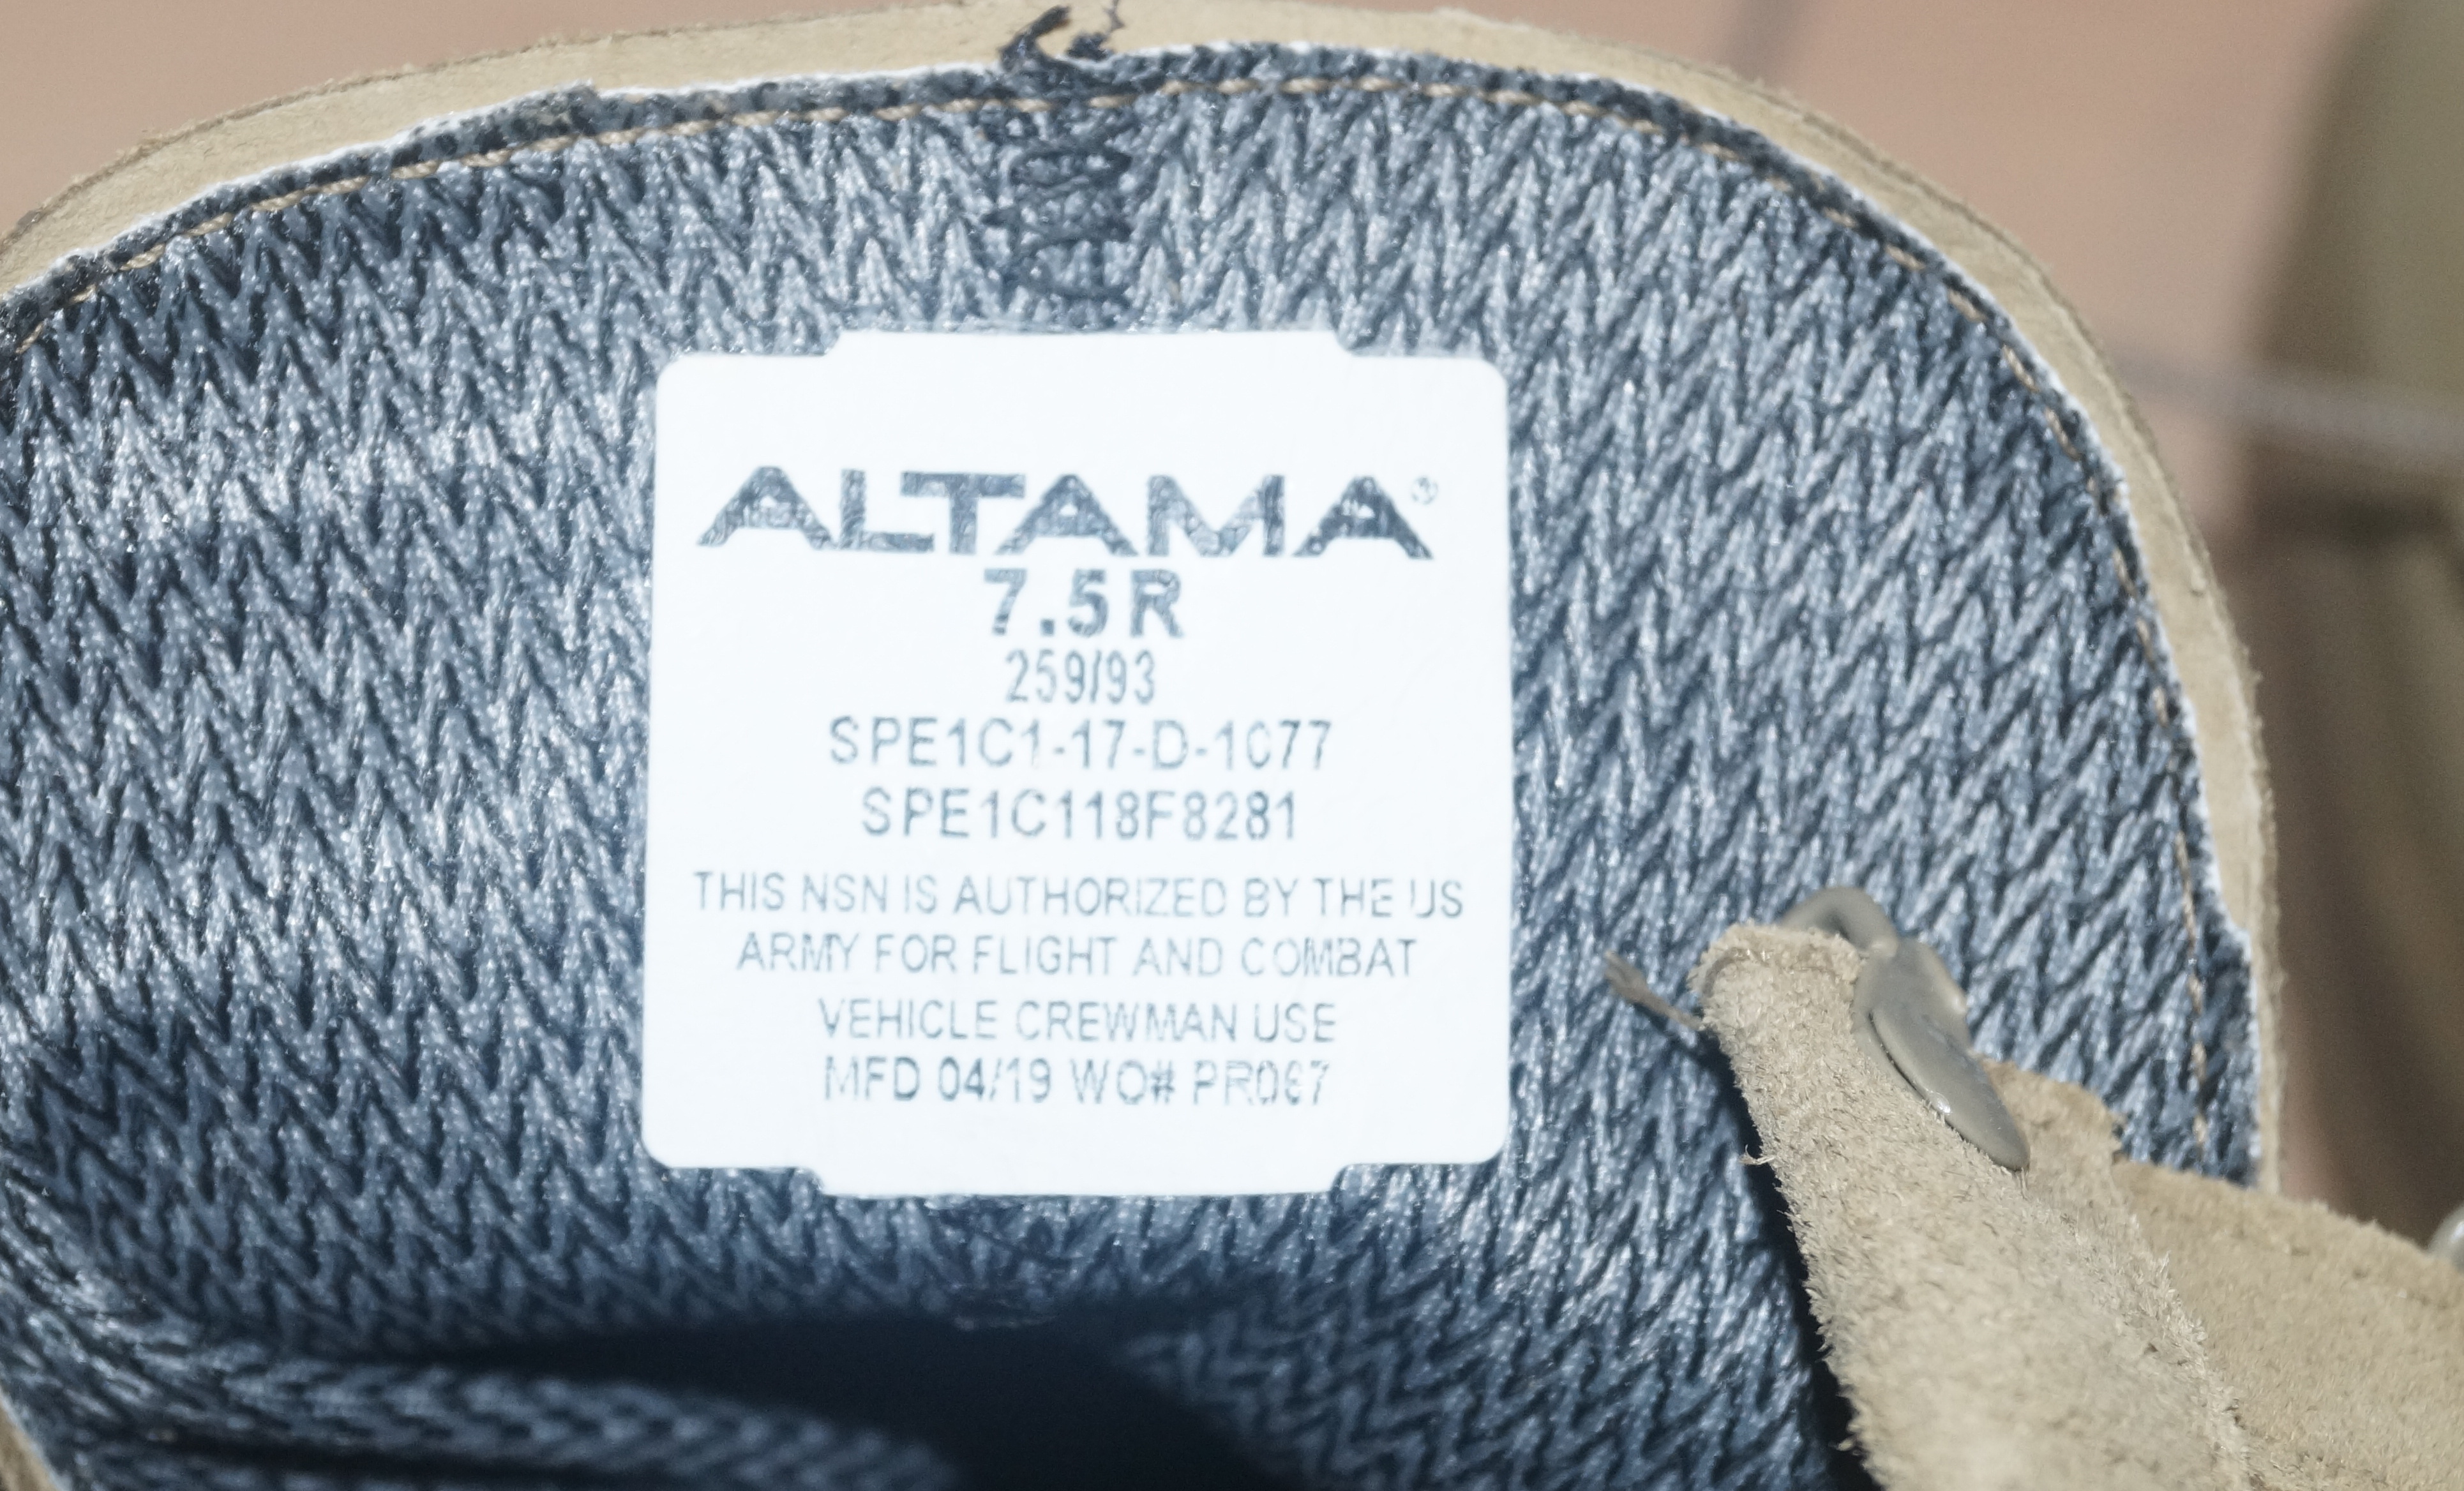 ALTAMA®
7.5R
259/93
SPE1C1-17-D-1077
SPE1C118F8281
THIS NSN IS AUTHORIZED BY THE US
ARMY FOR FLIGHT AND COMBAT
VEHICLE CREWMAN USE
MFD 04/19 WO# PR067